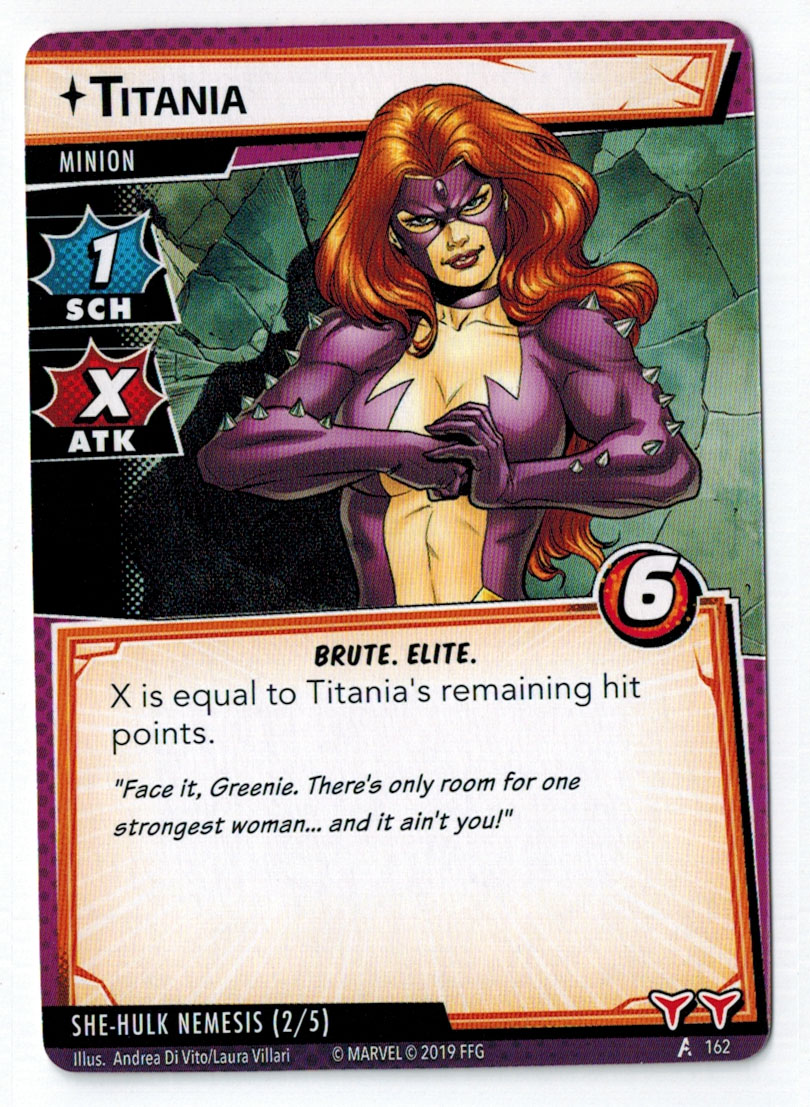 TITANIA
MINION
1
SCH
X
ATK
6
BRUTE. ELITE.
X is equal to Titania's remaining hit
points.
"Face it, Greenie. There's only room for one
strongest woman... and it ain't you!"
SHE-HULK NEMESIS (2/5)
Illus. Andrea Di Vito/Laura Villari © MARVEL © 2019 FFG 162